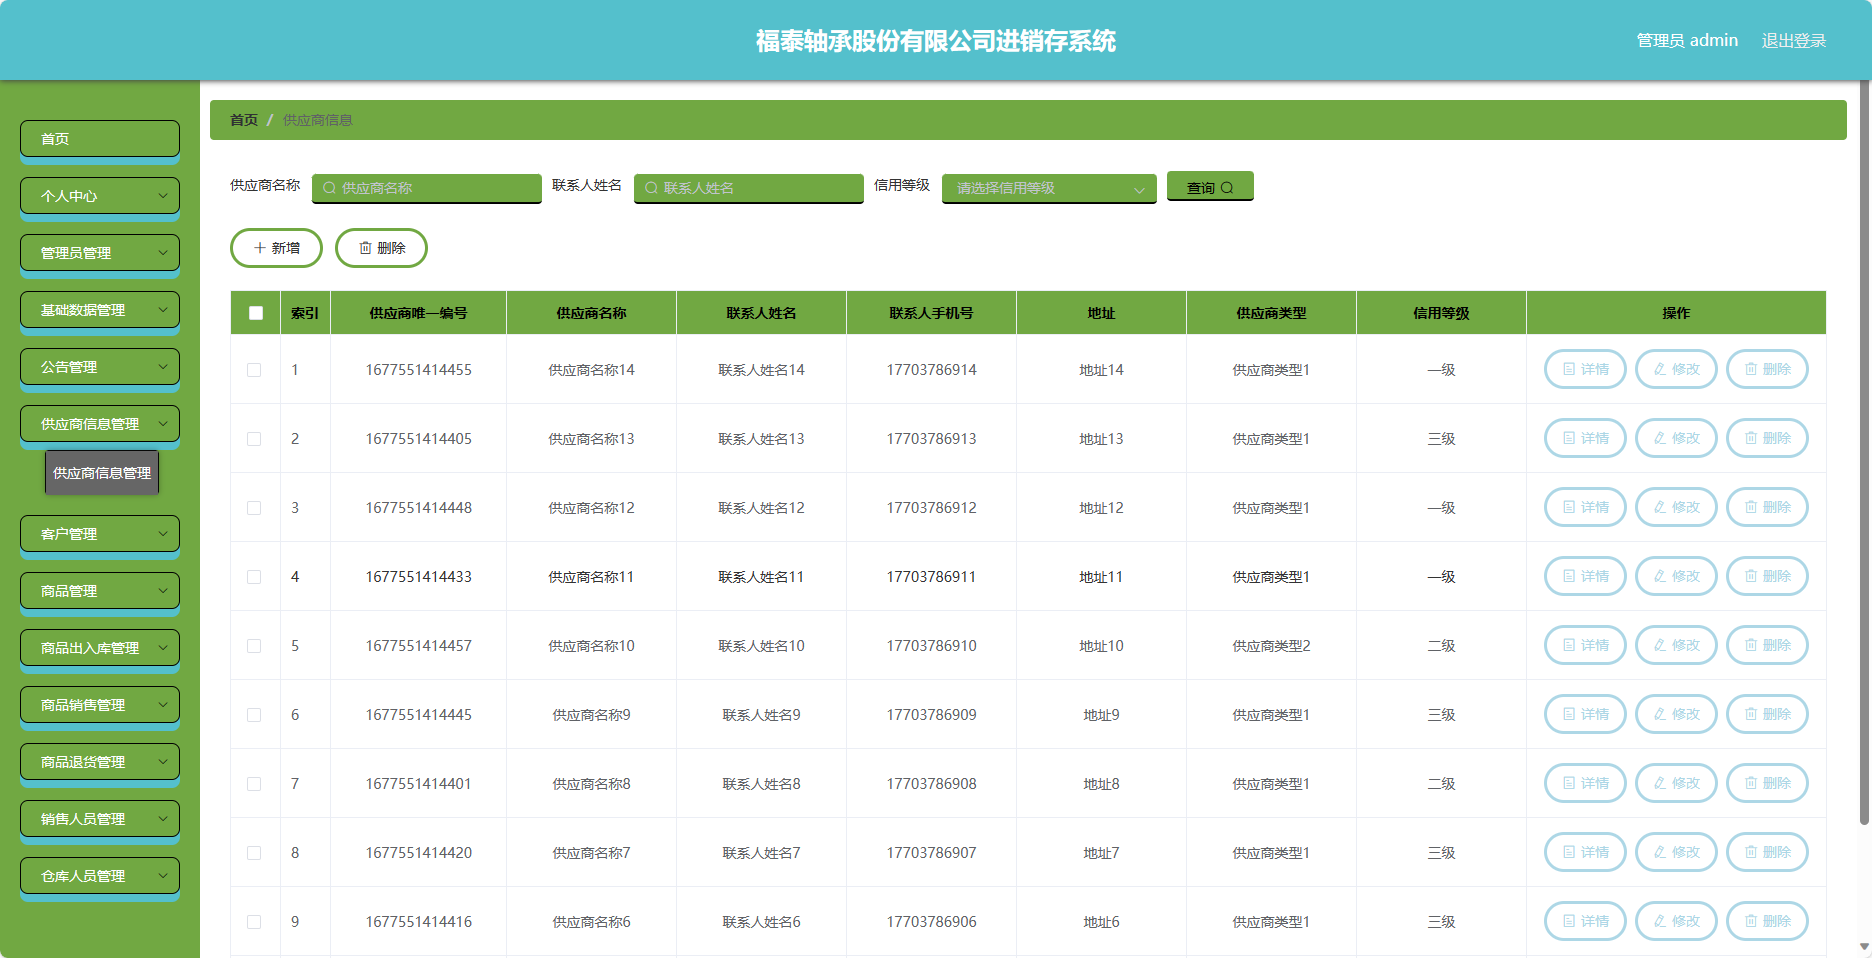 福泰轴承股份有限公司进销存系统
管理员 admin 退出登录
首页
个人中心
管理员管理
基础数据管理
公告管理
供应商信息管理
供应商信息管理
客户管理
商品管理
商品出入库管理
商品销售管理
商品退货管理
销售人员管理
仓库人员管理
首页 / 供应商信息
供应商名称 供应商名称 联系人姓名 联系人姓名 信用等级 请选择信用等级 查询
新增 删除
索引 供应商唯一编号 供应商名称 联系人姓名 联系人手机号 地址 供应商类型 信用等级 操作
1 1677551414455 供应商名称14 联系人姓名14 17703786914 地址14 供应商类型1 一级 详情 修改 删除
2 1677551414405 供应商名称13 联系人姓名13 17703786913 地址13 供应商类型1 三级 详情 修改 删除
3 1677551414448 供应商名称12 联系人姓名12 17703786912 地址12 供应商类型1 一级 详情 修改 删除
4 1677551414433 供应商名称11 联系人姓名11 17703786911 地址11 供应商类型1 一级 详情 修改 删除
5 1677551414457 供应商名称10 联系人姓名10 17703786910 地址10 供应商类型2 二级 详情 修改 删除
6 1677551414445 供应商名称9 联系人姓名9 17703786909 地址9 供应商类型1 三级 详情 修改 删除
7 1677551414401 供应商名称8 联系人姓名8 17703786908 地址8 供应商类型1 二级 详情 修改 删除
8 1677551414420 供应商名称7 联系人姓名7 17703786907 地址7 供应商类型1 三级 详情 修改 删除
9 1677551414416 供应商名称6 联系人姓名6 17703786906 地址6 供应商类型1 三级 详情 修改 删除